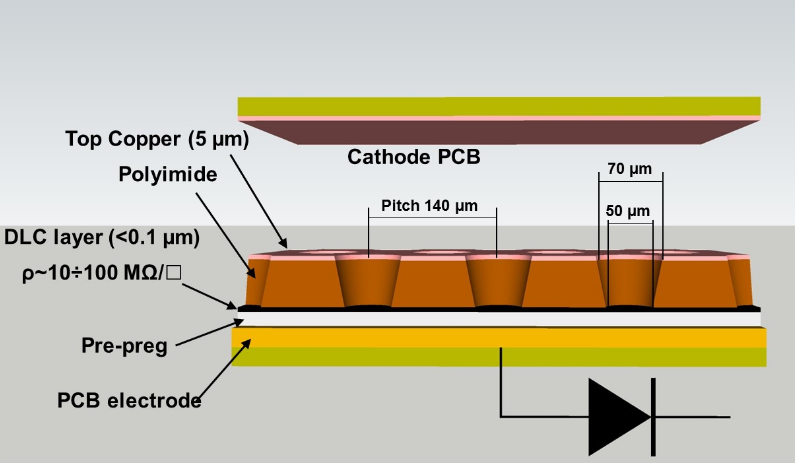 Top Copper (5 µm)
Cathode PCB
Polyimide
70 µm
Pitch 140 µm
50 µm
DLC layer (<0.1 µm)
ρ~10÷100 MΩ/□
Pre-preg
PCB electrode